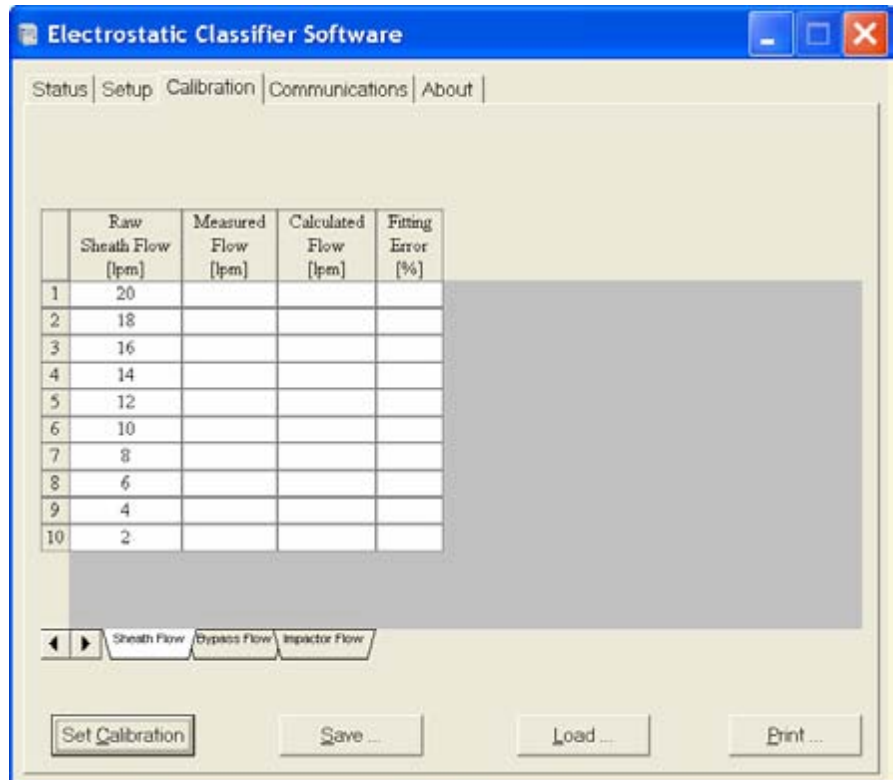 Electrostatic Classifier Software
Status Setup Calibration Communications About
Raw Sheath Flow [lpm] Measured Flow [lpm] Calculated Flow [lpm] Fitting Error [%]
1 20
2 18
3 16
4 14
5 12
6 10
7 8
8 6
9 4
10 2
Sheath Flow Bypass Flow Impactor Flow
Set Calibration Save ... Load ... Print ...